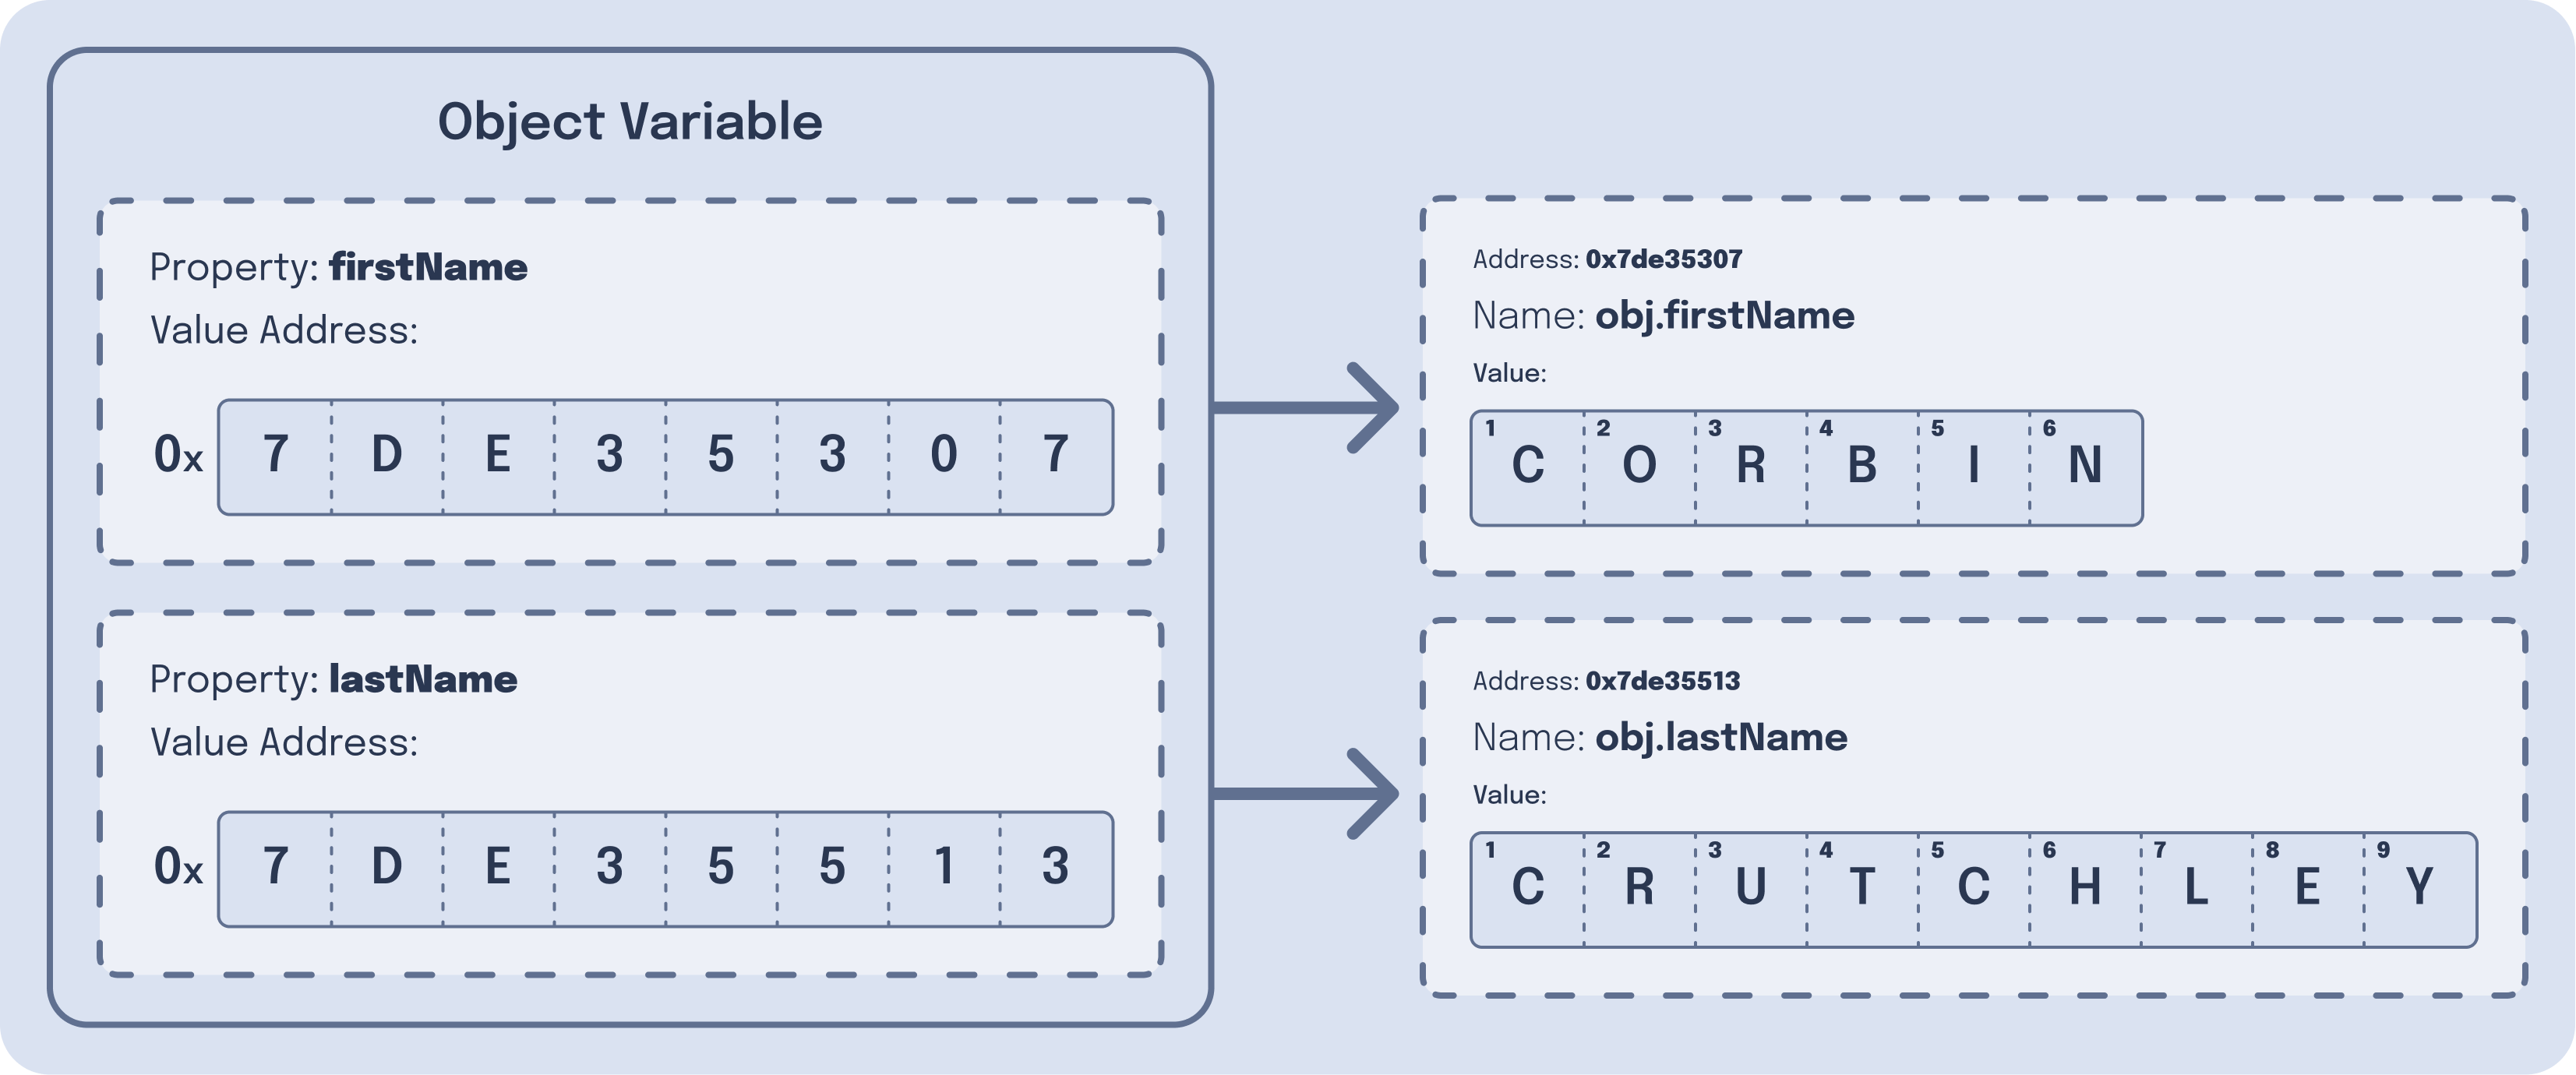 Object Variable
Property: firstName
Value Address:
0x 7 D E 3 5 3 0 7
Property: lastName
Value Address:
0x 7 D E 3 5 5 1 3
Address: 0x7de35307
Name: obj.firstName
Value:
1 2 3 4 5 6
C O R B I N
Address: 0x7de35513
Name: obj.lastName
Value:
1 2 3 4 5 6 7 8 9
C R U T C H L E Y